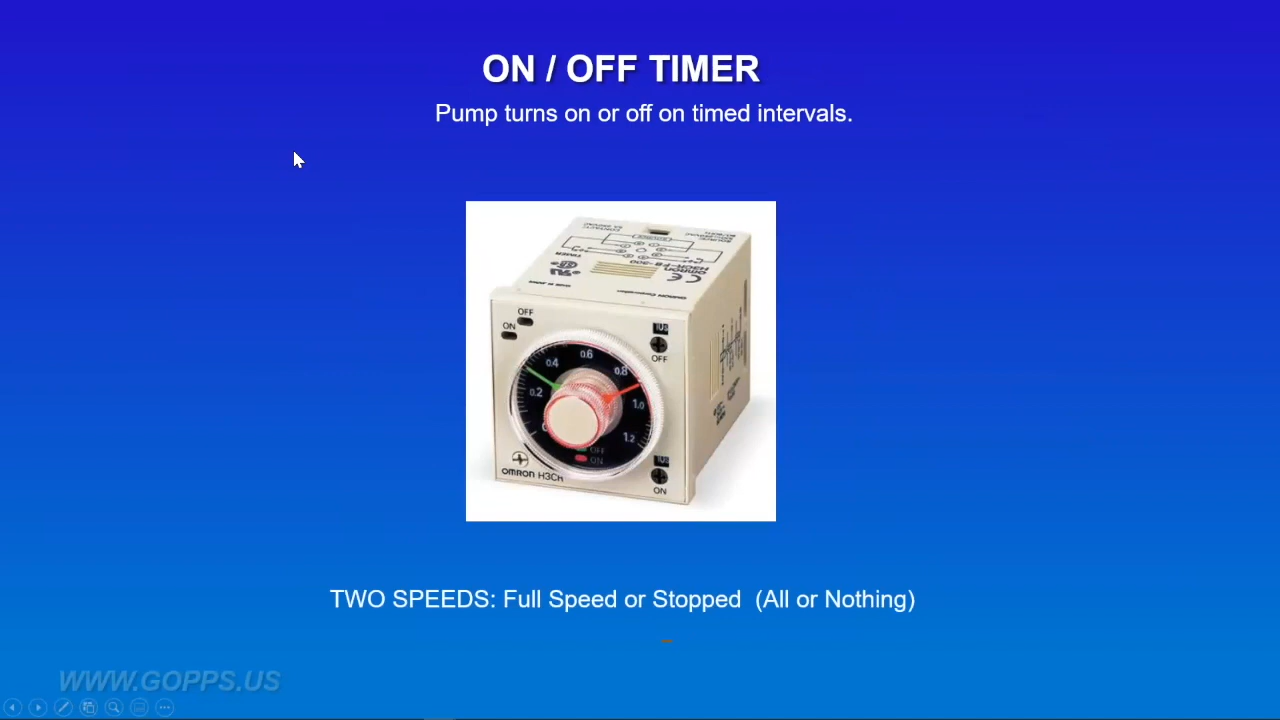 ON / OFF TIMER
Pump turns on or off on timed intervals.
OFF
ON
OFF
0.2
0.4
0.6
0.8
1.0
1.2
OFF
ON
OMRON
ON
TWO SPEEDS: Full Speed or Stopped (All or Nothing)
WWW.GOPPS.US